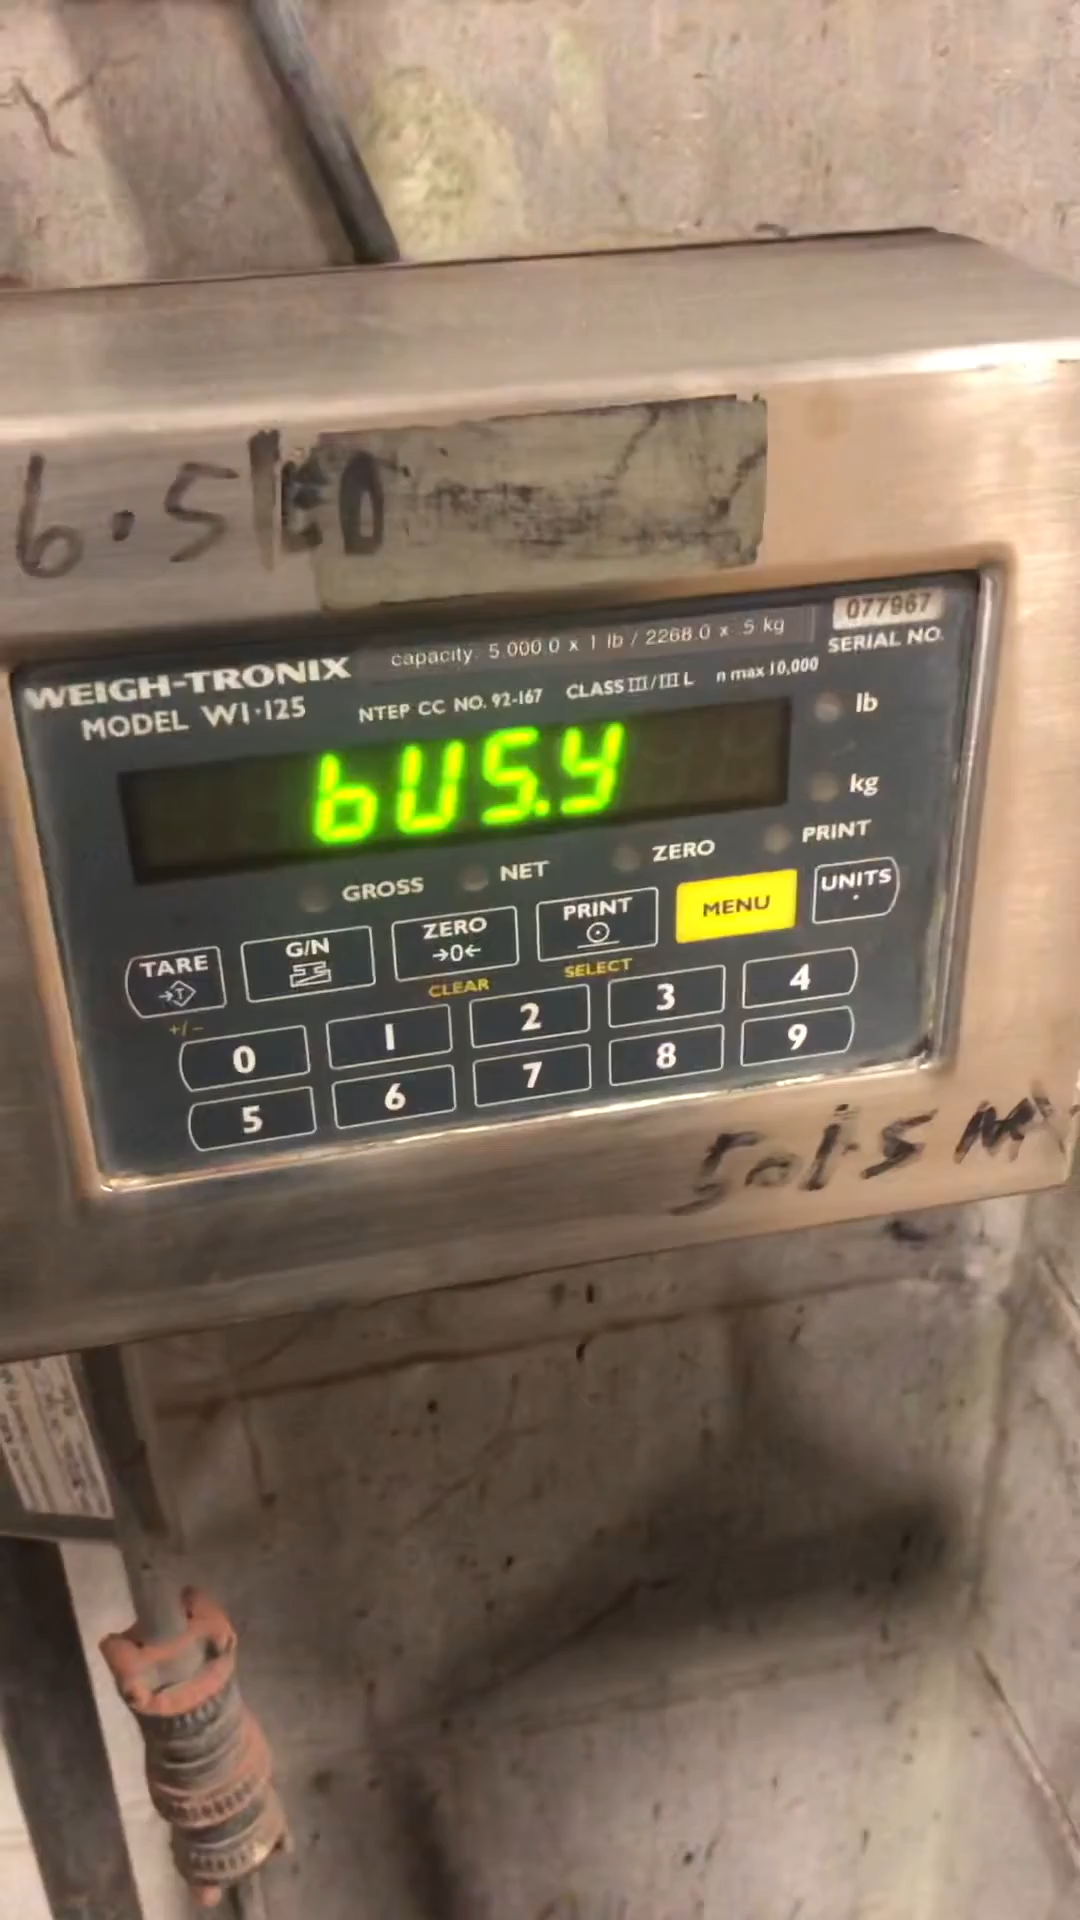 6.5
077967
capacity: 5 000.0 x 1 lb / 2268.0 x .5 kg
SERIAL NO.
WEIGH-TRONIX
MODEL WI-125
NTEP CC NO. 92-167 CLASS III/III L n max 10,000
lb
bUS.y
kg
GROSS NET ZERO PRINT
TARE G/N ZERO PRINT MENU UNITS
→T← →0←
+/- CLEAR SELECT
0 1 2 3 4
5 6 7 8 9
501.5